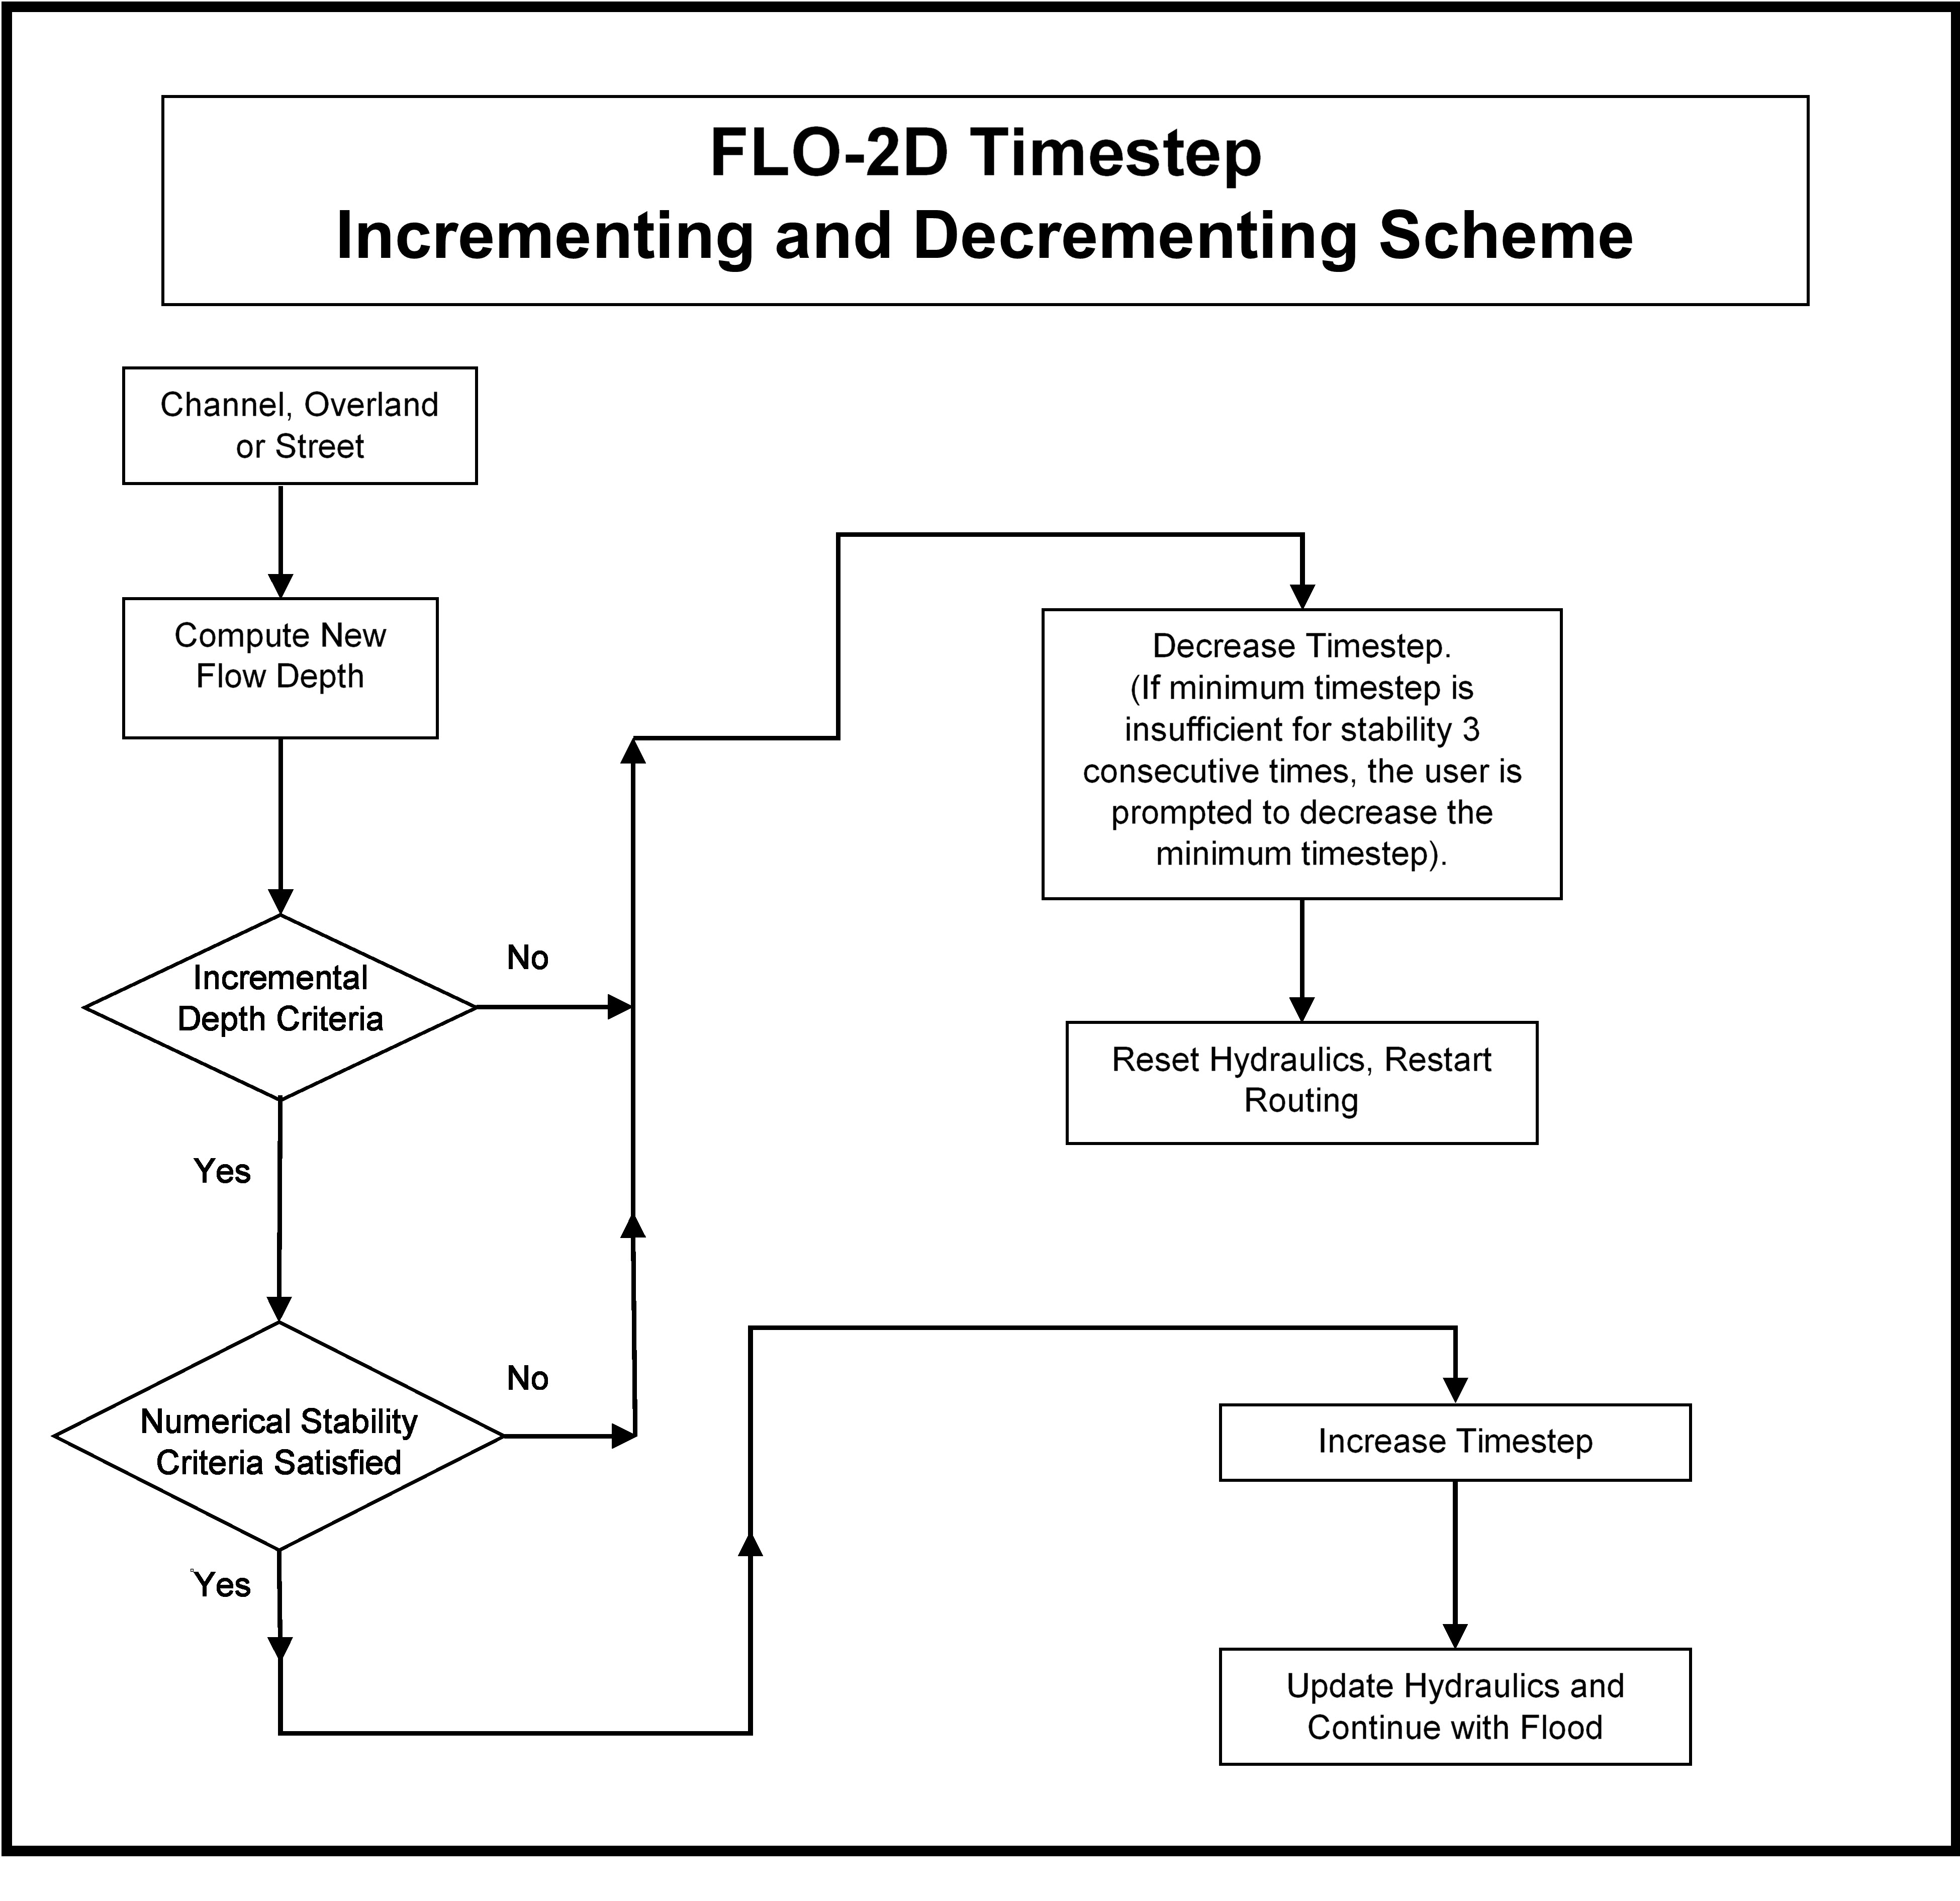 FLO-2D Timestep
Incrementing and Decrementing Scheme
Channel, Overland
or Street
Compute New
Flow Depth
Incremental
Depth Criteria
No
Yes
Numerical Stability
Criteria Satisfied
No
Yes
Decrease Timestep.
(If minimum timestep is
insufficient for stability 3
consecutive times, the user is
prompted to decrease the
minimum timestep).
Reset Hydraulics, Restart
Routing
Increase Timestep
Update Hydraulics and
Continue with Flood